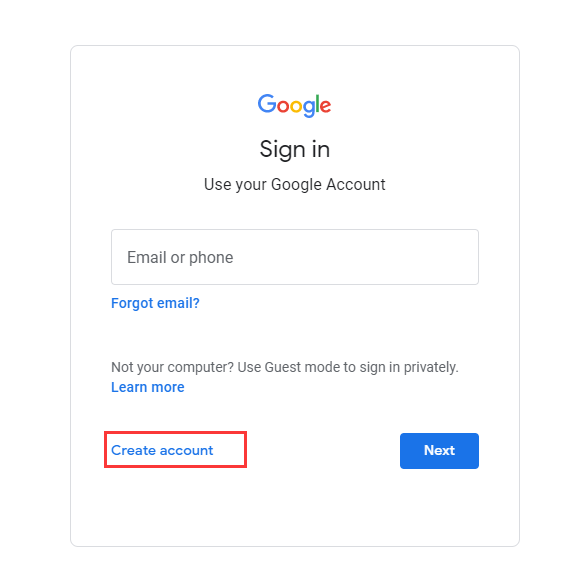 Google
Sign in
Use your Google Account
Email or phone
Forgot email?
Not your computer? Use Guest mode to sign in privately.
Learn more
Create account
Next